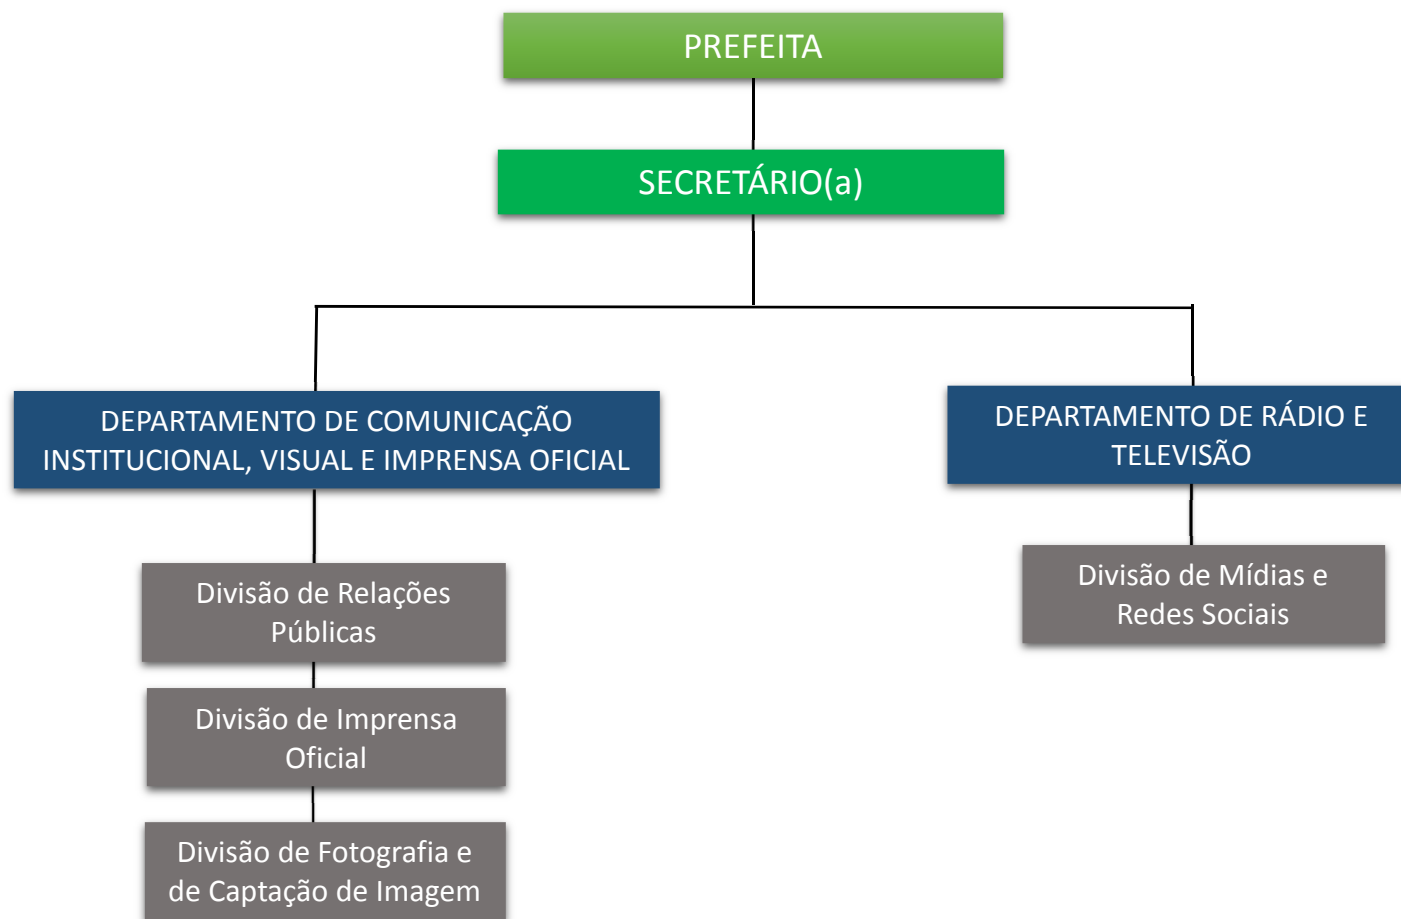 PREFEITA
SECRETÁRIO(a)
DEPARTAMENTO DE COMUNICAÇÃO
INSTITUCIONAL, VISUAL E IMPRENSA OFICIAL
Divisão de Relações
Públicas
Divisão de Imprensa
Oficial
Divisão de Fotografia e
de Captação de Imagem
DEPARTAMENTO DE RÁDIO E
TELEVISÃO
Divisão de Mídias e
Redes Sociais